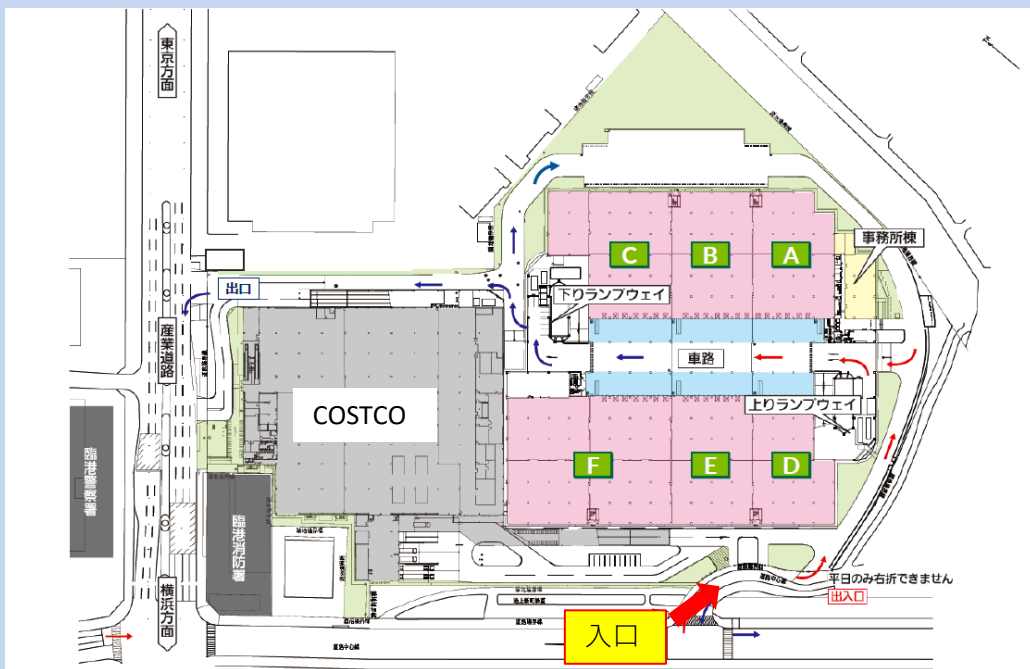 東京方面
産業道路
横浜方面
臨港警察署
臨港消防署
出口
COSTCO
下りランプウェイ
上りランプウェイ
車路
事務所棟
C
B
A
F
E
D
平日のみ右折できません
出入口
入口